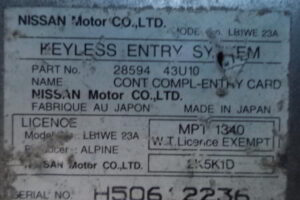 NISSAN Motor CO.,LTD. MODEL No. LB1WE 23A
KEYLESS ENTRY SYSTEM
PART No. 28594 43U10
NAME CONT COMPL-ENTRY CARD
NISSAN Motor CO.,LTD.
FABRIQUE AU JAPON MADE IN JAPAN
LICENCE
Model No. LB1WE 23A
Producer: ALPINE
NISSAN Motor CO.,LTD.
MPT 1340
W.T. Licence EXEMPT
SERIAL NO H506 2236